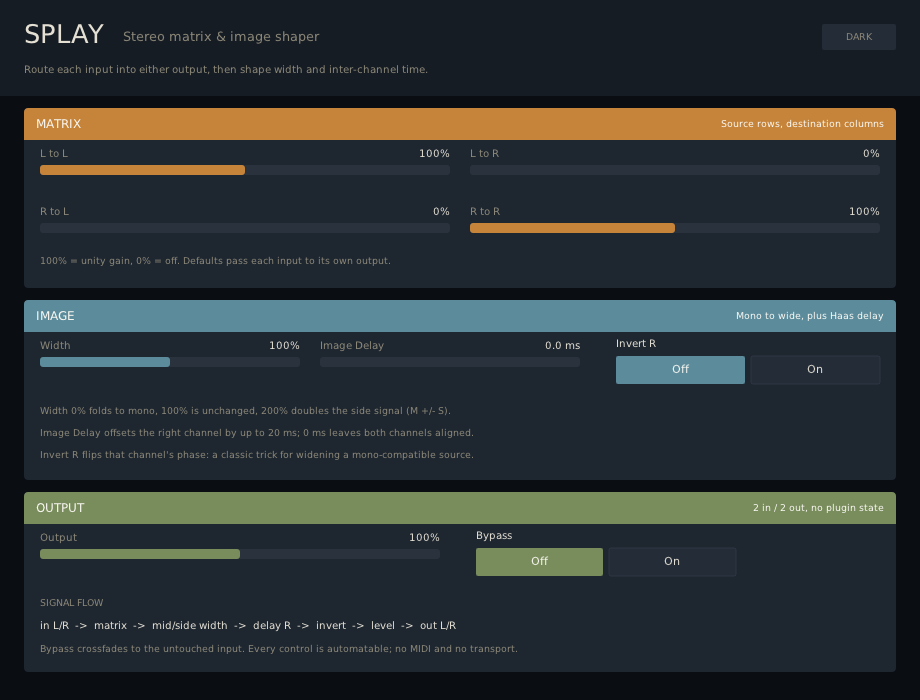 SPLAY Stereo matrix & image shaper DARK
Route each input into either output, then shape width and inter-channel time.
MATRIX Source rows, destination columns
L to L 100% L to R 0%
R to L 0% R to R 100%
100% = unity gain, 0% = off. Defaults pass each input to its own output.
IMAGE Mono to wide, plus Haas delay
Width 100% Image Delay 0.0 ms Invert R
Off On
Width 0% folds to mono, 100% is unchanged, 200% doubles the side signal (M +/- S).
Image Delay offsets the right channel by up to 20 ms; 0 ms leaves both channels aligned.
Invert R flips that channel's phase: a classic trick for widening a mono-compatible source.
OUTPUT 2 in / 2 out, no plugin state
Output 100% Bypass
Off On
SIGNAL FLOW
in L/R -> matrix -> mid/side width -> delay R -> invert -> level -> out L/R
Bypass crossfades to the untouched input. Every control is automatable; no MIDI and no transport.